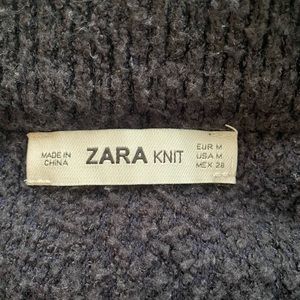 MADE IN
CHINA
ZARA KNIT
EUR M
USA M
MEX 28